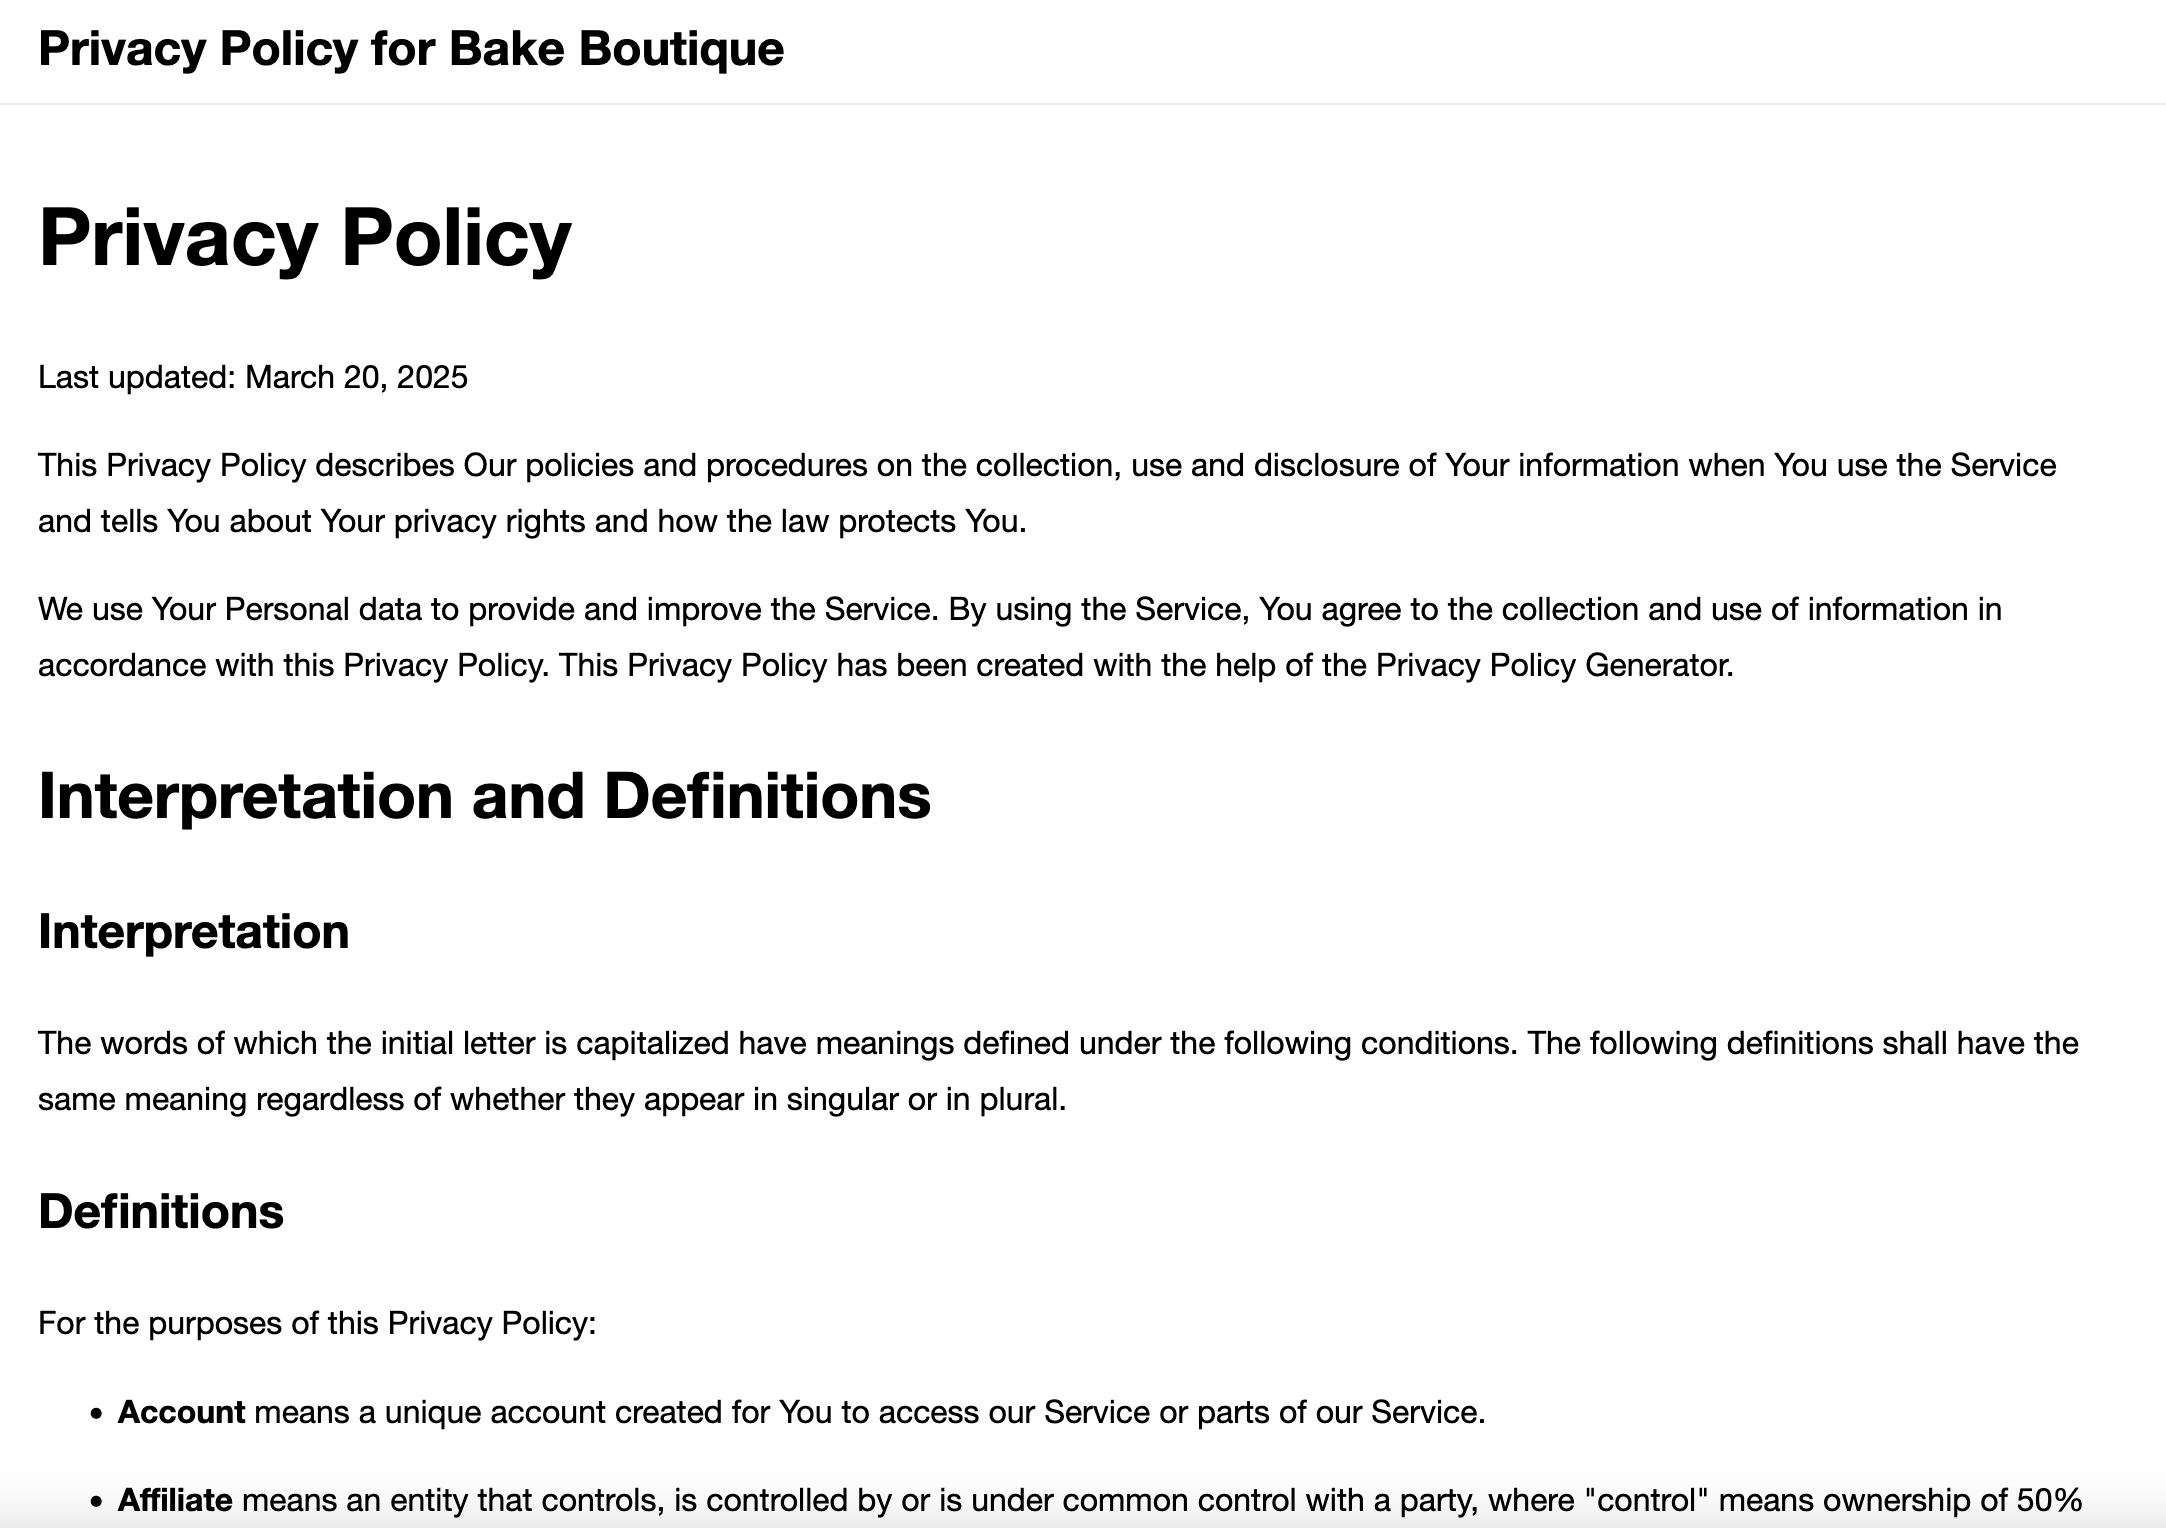 Privacy Policy for Bake Boutique
Privacy Policy
Last updated: March 20, 2025
This Privacy Policy describes Our policies and procedures on the collection, use and disclosure of Your information when You use the Service
and tells You about Your privacy rights and how the law protects You.
We use Your Personal data to provide and improve the Service. By using the Service, You agree to the collection and use of information in
accordance with this Privacy Policy. This Privacy Policy has been created with the help of the Privacy Policy Generator.
Interpretation and Definitions
Interpretation
The words of which the initial letter is capitalized have meanings defined under the following conditions. The following definitions shall have the
same meaning regardless of whether they appear in singular or in plural.
Definitions
For the purposes of this Privacy Policy:
• Account means a unique account created for You to access our Service or parts of our Service.
• Affiliate means an entity that controls, is controlled by or is under common control with a party, where "control" means ownership of 50%